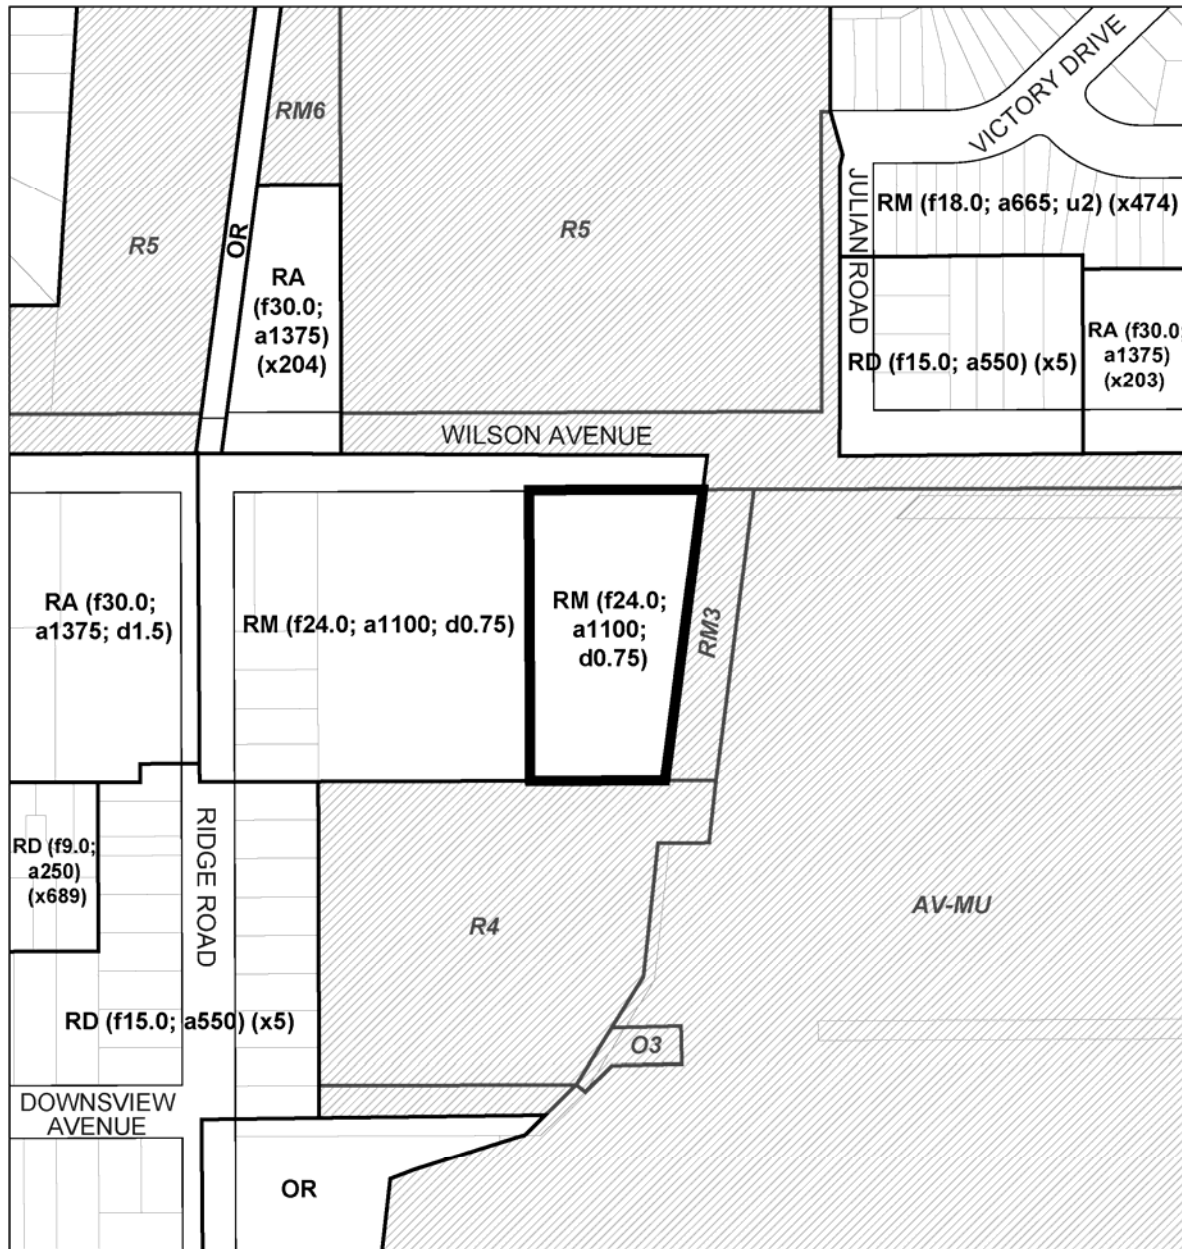 VICTORY DRIVE
RM6
JULIAN ROAD
RM (f18.0; a665; u2) (x474)
R5
OR
R5
RA
(f30.0;
a1375)
(x204)
RD (f15.0; a550) (x5)
RA (f30.0;
a1375)
(x203)
WILSON AVENUE
RA (f30.0;
a1375; d1.5)
RM (f24.0; a1100; d0.75)
RM (f24.0;
a1100;
d0.75)
RM3
RD (f9.0;
a250)
(x689)
RIDGE ROAD
R4
AV-MU
RD (f15.0; a550) (x5)
O3
DOWNSVIEW
AVENUE
OR